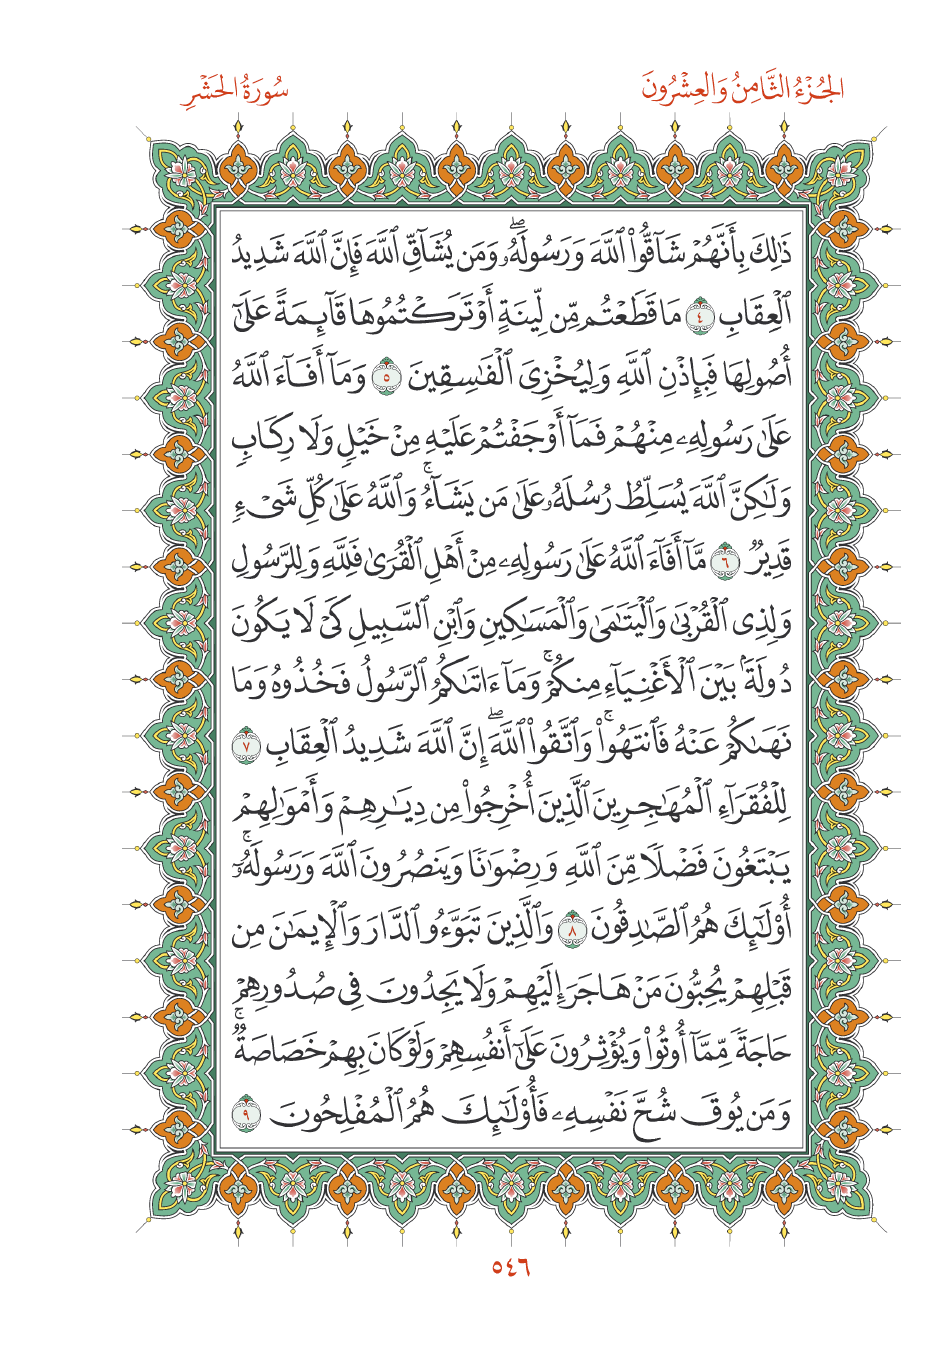 الجُزْءُ الثَّامِنُ وَالعِشْرُونَ
سُورَةُ الحَشْرِ
ذَٰلِكَ بِأَنَّهُمْ شَآقُّوا۟ ٱللَّهَ وَرَسُولَهُۥ ۖ وَمَن يُشَآقِّ ٱللَّهَ فَإِنَّ ٱللَّهَ شَدِيدُ
ٱلْعِقَابِ ٤ مَا قَطَعْتُم مِّن لِّينَةٍ أَوْ تَرَكْتُمُوهَا قَآئِمَةً عَلَىٰٓ
أُصُولِهَا فَبِإِذْنِ ٱللَّهِ وَلِيُخْزِىَ ٱلْفَـٰسِقِينَ ٥ وَمَآ أَفَآءَ ٱللَّهُ
عَلَىٰ رَسُولِهِۦ مِنْهُمْ فَمَآ أَوْجَفْتُمْ عَلَيْهِ مِنْ خَيْلٍ وَلَا رِكَابٍ
وَلَـٰكِنَّ ٱللَّهَ يُسَلِّطُ رُسُلَهُۥ عَلَىٰ مَن يَشَآءُ ۚ وَٱللَّهُ عَلَىٰ كُلِّ شَىْءٍ
قَدِيرٌ ٦ مَّآ أَفَآءَ ٱللَّهُ عَلَىٰ رَسُولِهِۦ مِنْ أَهْلِ ٱلْقُرَىٰ فَلِلَّهِ وَلِلرَّسُولِ
وَلِذِى ٱلْقُرْبَىٰ وَٱلْيَتَـٰمَىٰ وَٱلْمَسَـٰكِينِ وَٱبْنِ ٱلسَّبِيلِ كَىْ لَا يَكُونَ
دُولَةًۢ بَيْنَ ٱلْأَغْنِيَآءِ مِنكُمْ ۚ وَمَآ ءَاتَىٰكُمُ ٱلرَّسُولُ فَخُذُوهُ وَمَا
نَهَىٰكُمْ عَنْهُ فَٱنتَهُوا۟ ۚ وَٱتَّقُوا۟ ٱللَّهَ ۖ إِنَّ ٱللَّهَ شَدِيدُ ٱلْعِقَابِ ٧
لِلْفُقَرَآءِ ٱلْمُهَـٰجِرِينَ ٱلَّذِينَ أُخْرِجُوا۟ مِن دِيَـٰرِهِمْ وَأَمْوَٰلِهِمْ
يَبْتَغُونَ فَضْلًا مِّنَ ٱللَّهِ وَرِضْوَٰنًا وَيَنصُرُونَ ٱللَّهَ وَرَسُولَهُۥٓ ۚ
أُو۟لَـٰٓئِكَ هُمُ ٱلصَّـٰدِقُونَ ٨ وَٱلَّذِينَ تَبَوَّءُو ٱلدَّارَ وَٱلْإِيمَـٰنَ مِن
قَبْلِهِمْ يُحِبُّونَ مَنْ هَاجَرَ إِلَيْهِمْ وَلَا يَجِدُونَ فِى صُدُورِهِمْ
حَاجَةً مِّمَّآ أُوتُوا۟ وَيُؤْثِرُونَ عَلَىٰٓ أَنفُسِهِمْ وَلَوْ كَانَ بِهِمْ خَصَاصَةٌ ۚ
وَمَن يُوقَ شُحَّ نَفْسِهِۦ فَأُو۟لَـٰٓئِكَ هُمُ ٱلْمُفْلِحُونَ ٩
٥٤٦